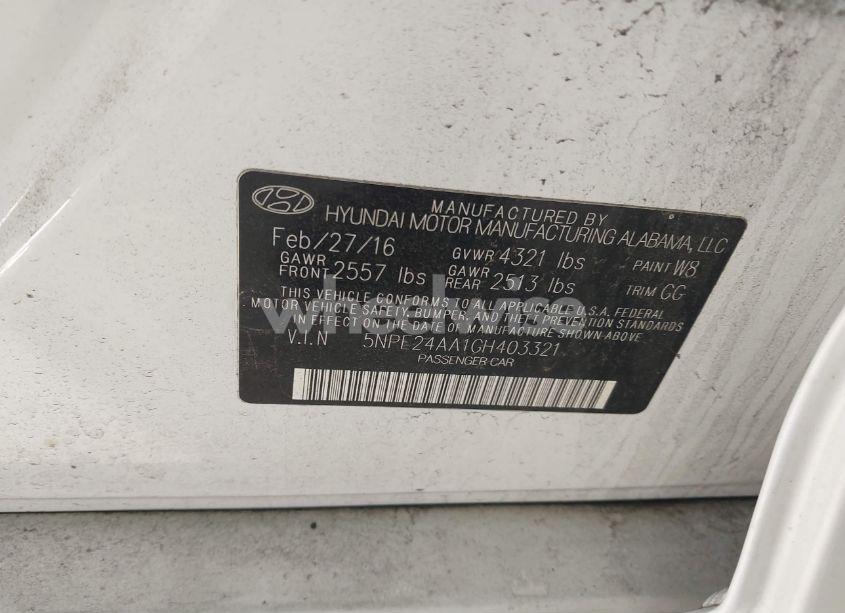 MANUFACTURED BY
HYUNDAI MOTOR MANUFACTURING ALABAMA, LLC
Feb/27/16 GVWR 4321 lbs PAINT W8
GAWR FRONT 2557 lbs GAWR REAR 2513 lbs TRIM GG
THIS VEHICLE CONFORMS TO ALL APPLICABLE U.S.A. FEDERAL
MOTOR VEHICLE SAFETY, BUMPER, AND THEFT PREVENTION STANDARDS
IN EFFECT ON THE DATE OF MANUFACTURE SHOWN ABOVE.
V.I.N 5NPE24AA1GH403321
PASSENGER CAR